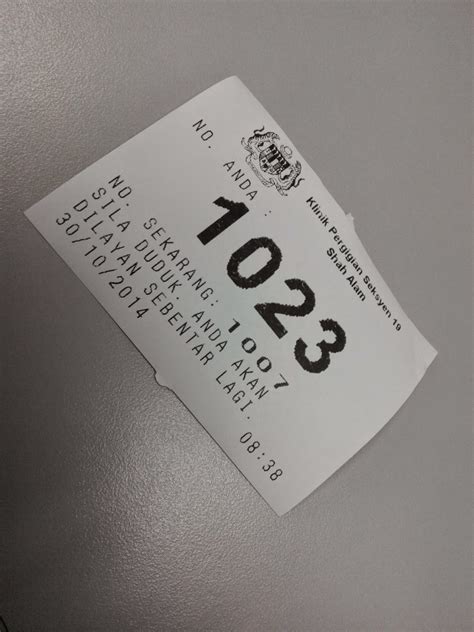 Klinik Pergigian Seksyen 19
Shah Alam
NO. ANDA :
1023
NO. SEKARANG: 1007
SILA DUDUK. ANDA AKAN
DILAYAN SEBENTAR LAGI.
30/10/2014 08:38